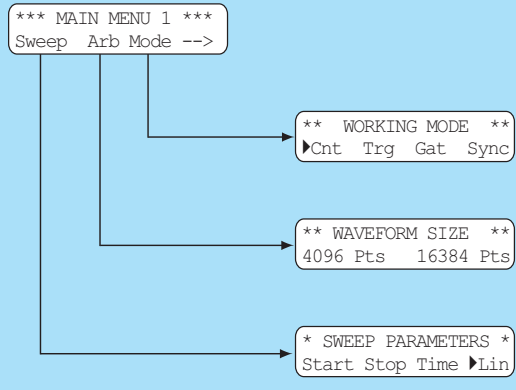 *** MAIN MENU 1 ***
Sweep Arb Mode -->
** WORKING MODE **
▶Cnt Trg Gat Sync
** WAVEFORM SIZE **
4096 Pts 16384 Pts
* SWEEP PARAMETERS *
Start Stop Time ▶Lin